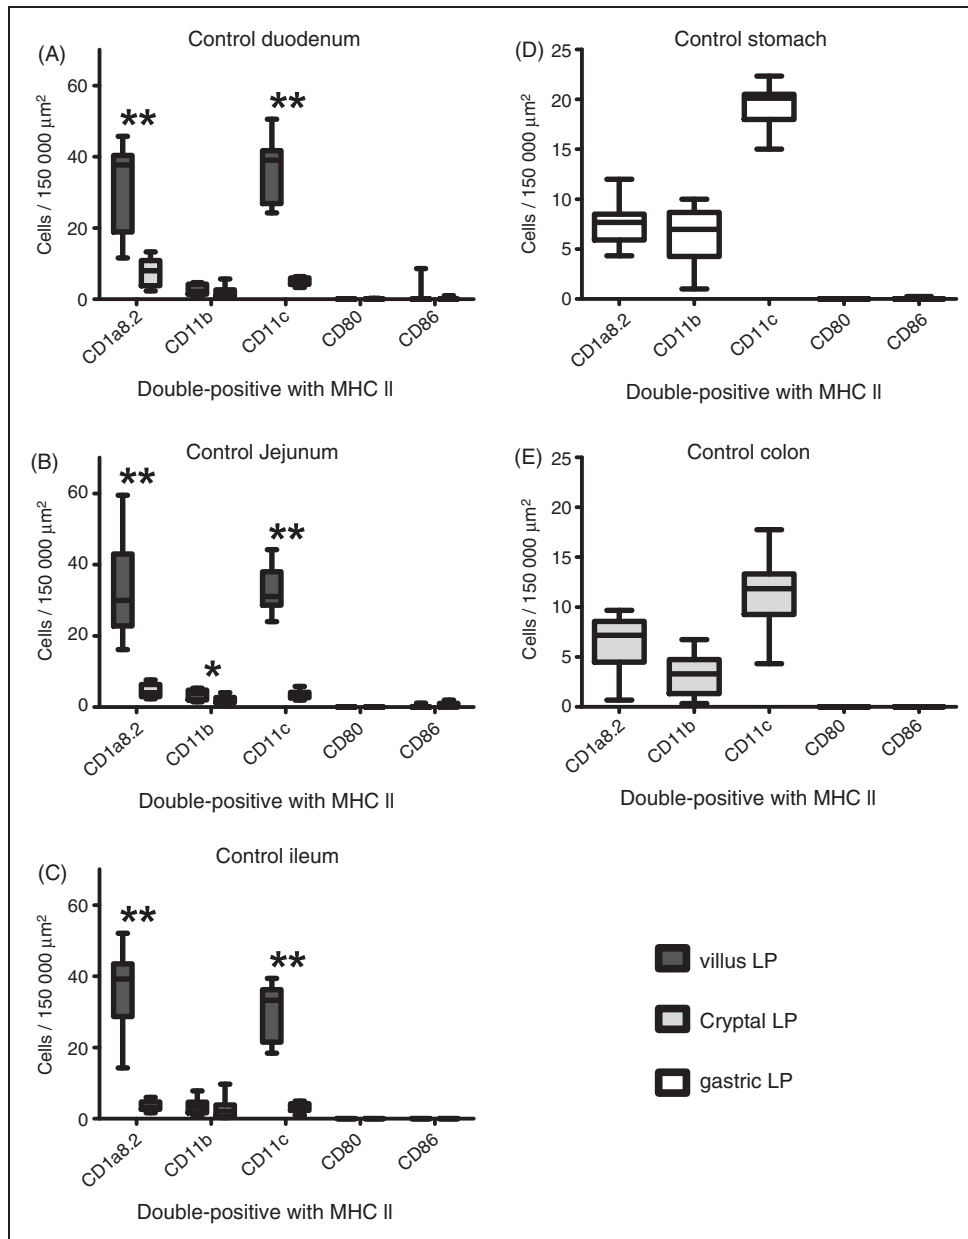 (A)
Control duodenum
Cells / 150 000 µm²
60
40
20
0
**
**
CD1a8.2
CD11b
CD11c
CD80
CD86
Double-positive with MHC II
(B)
Control Jejunum
Cells / 150 000 µm²
60
40
20
0
**
*
**
CD1a8.2
CD11b
CD11c
CD80
CD86
Double-positive with MHC II
(C)
Control ileum
Cells / 150 000 µm²
60
40
20
0
**
**
CD1a8.2
CD11b
CD11c
CD80
CD86
Double-positive with MHC II
(D)
Control stomach
Cells / 150 000 µm²
25
20
15
10
5
0
CD1a8.2
CD11b
CD11c
CD80
CD86
Double-positive with MHC II
(E)
Control colon
Cells / 150 000 µm²
25
20
15
10
5
0
CD1a8.2
CD11b
CD11c
CD80
CD86
Double-positive with MHC II
villus LP
Cryptal LP
gastric LP